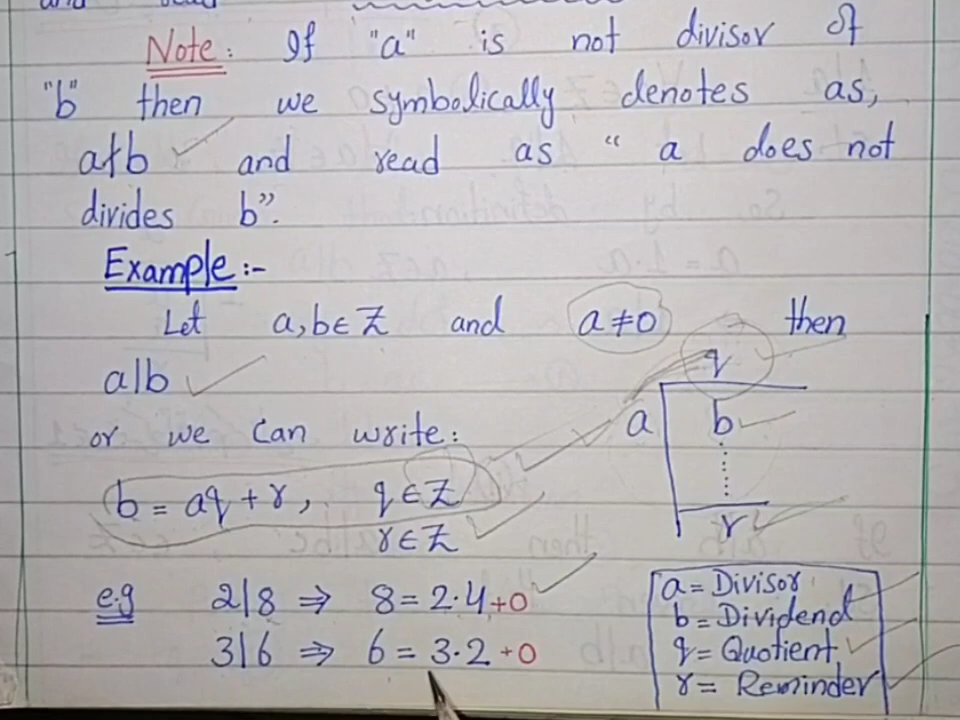 Note: If "a" is not divisor of
"b" then we symbolically denotes as,
a∤b and read as " a does not
divides b".
Example:-
Let a,b∈Z and a≠0 then
a|b
or we can write:
b = aq + r, q∈Z
r∈Z
q
a b
r
e.g 2|8 ⇒ 8 = 2·4+0
3|6 ⇒ 6 = 3·2+0
a = Divisor
b = Dividend
q = Quotient
r = Reminder